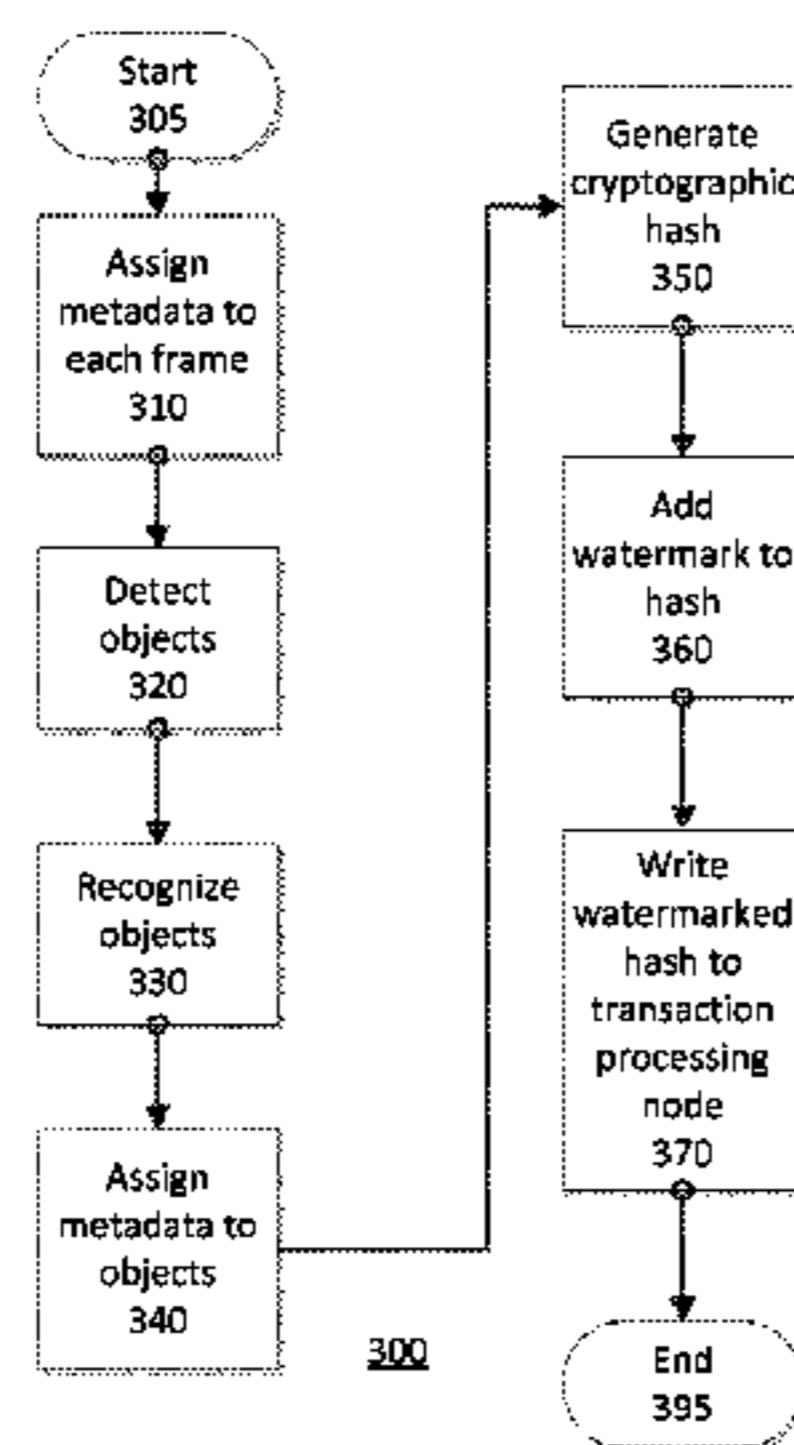 Start
305
Assign
metadata to
each frame
310
Detect
objects
320
Recognize
objects
330
Assign
metadata to
objects
340
300
Generate
cryptographic
hash
350
Add
watermark to
hash
360
Write
watermarked
hash to
transaction
processing
node
370
End
395